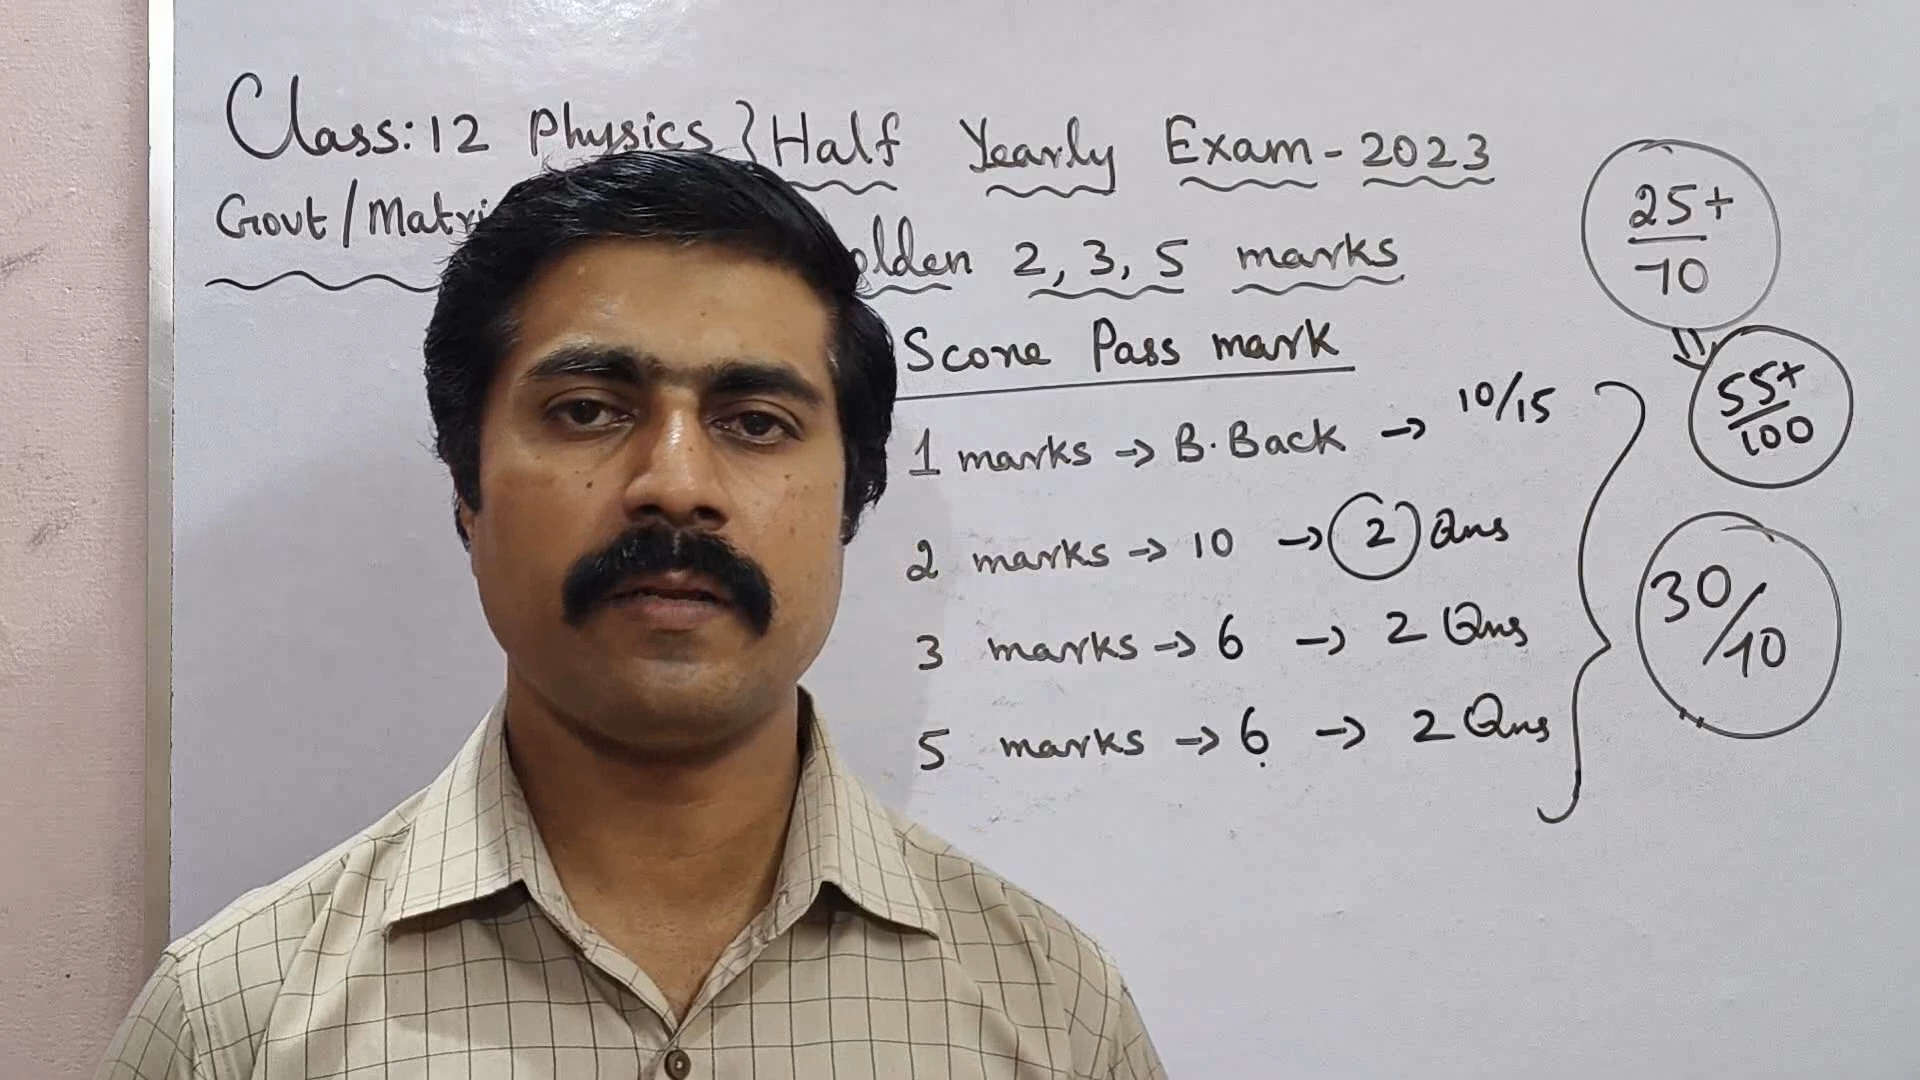 Class: 12 Physics } Half Yearly Exam - 2023
Govt / Matri
olden 2, 3, 5 marks
Score Pass mark
1 marks → B. Back → 10/15
2 marks → 10 → 2 Qns
3 marks → 6 → 2 Qns
5 marks → 6 → 2 Qns
25+
70
55+
100
30/70